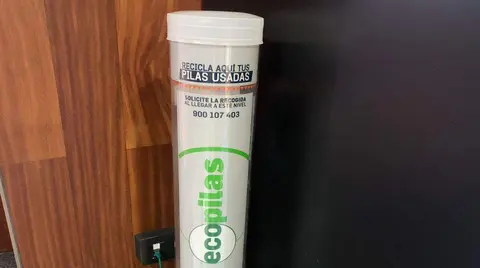 RECICLA AQUÍ TUS
PILAS USADAS
SOLICITE LA RECOGIDA
AL LLEGAR A ESTE NIVEL
900 107 403
ecopilas